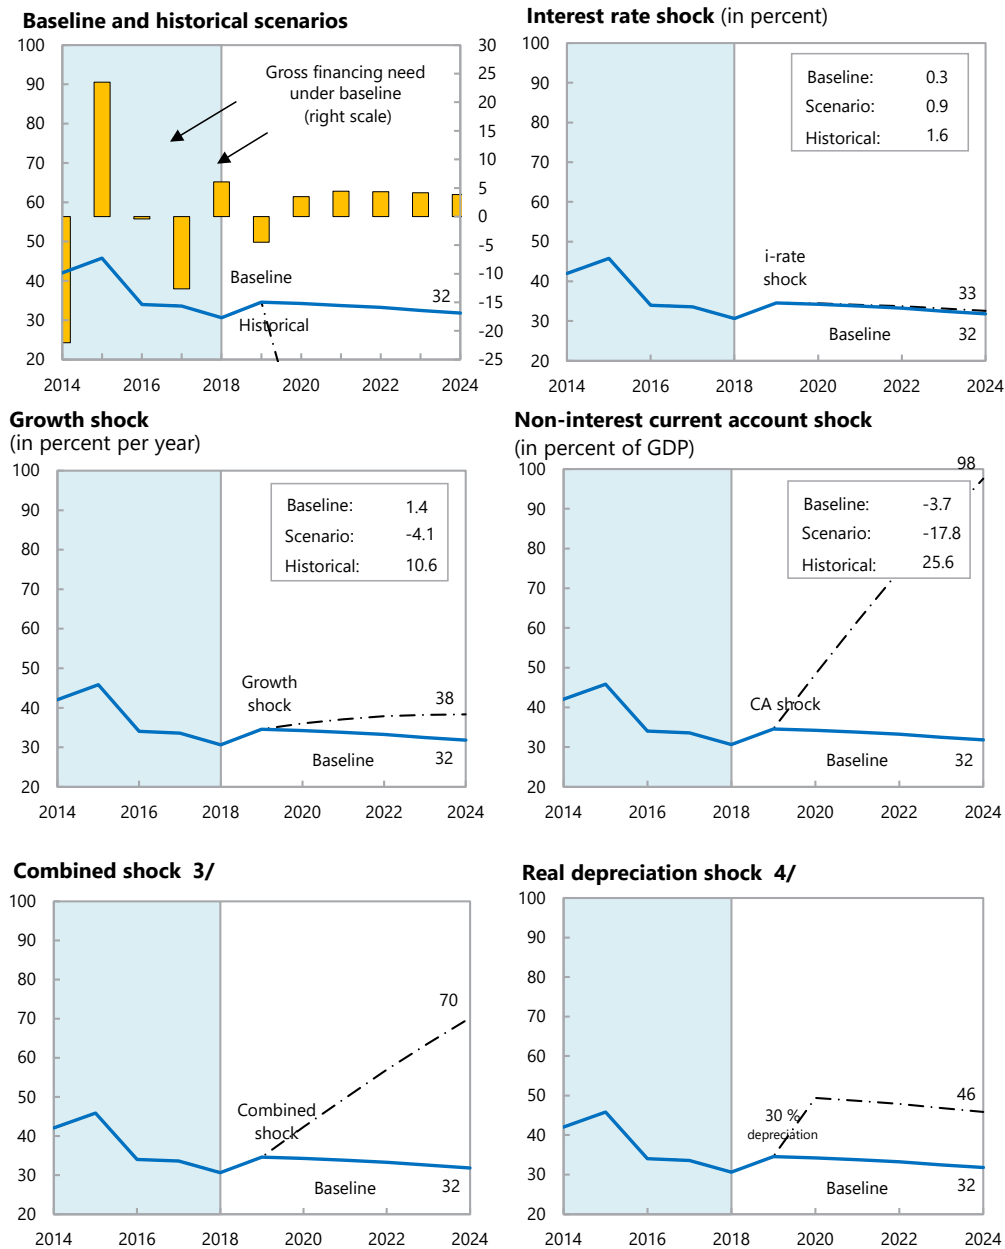 Baseline and historical scenarios
100
90
80
70
60
50
40
30
20
30
25
20
15
10
5
0
-5
-10
-15
-20
-25
Gross financing need
under baseline
(right scale)
Baseline
32
Historical
2014 2016 2018 2020 2022 2024
Interest rate shock (in percent)
100
90
80
70
60
50
40
30
20
Baseline: 0.3
Scenario: 0.9
Historical: 1.6
i-rate
shock
33
Baseline
32
2014 2016 2018 2020 2022 2024
Growth shock
(in percent per year)
100
90
80
70
60
50
40
30
20
Baseline: 1.4
Scenario: -4.1
Historical: 10.6
Growth
shock
38
Baseline
32
2014 2016 2018 2020 2022 2024
Non-interest current account shock
(in percent of GDP)
100
90
80
70
60
50
40
30
20
98
Baseline: -3.7
Scenario: -17.8
Historical: 25.6
CA shock
Baseline
32
2014 2016 2018 2020 2022 2024
Combined shock 3/
100
90
80
70
60
50
40
30
20
70
Combined
shock
Baseline
32
2014 2016 2018 2020 2022 2024
Real depreciation shock 4/
100
90
80
70
60
50
40
30
20
46
30 %
depreciation
Baseline
32
2014 2016 2018 2020 2022 2024